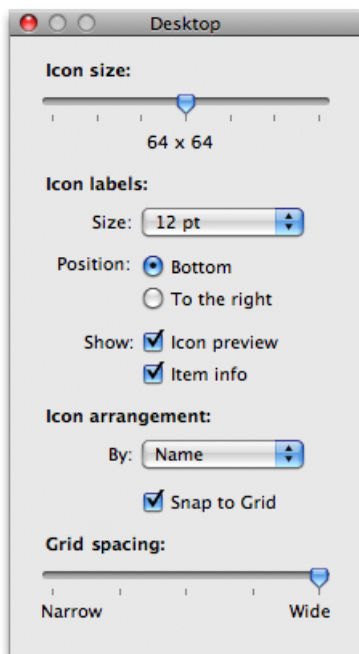 Desktop
Icon size:
64 x 64
Icon labels:
Size: 12 pt
Position: Bottom
To the right
Show: Icon preview
Item info
Icon arrangement:
By: Name
Snap to Grid
Grid spacing:
Narrow Wide